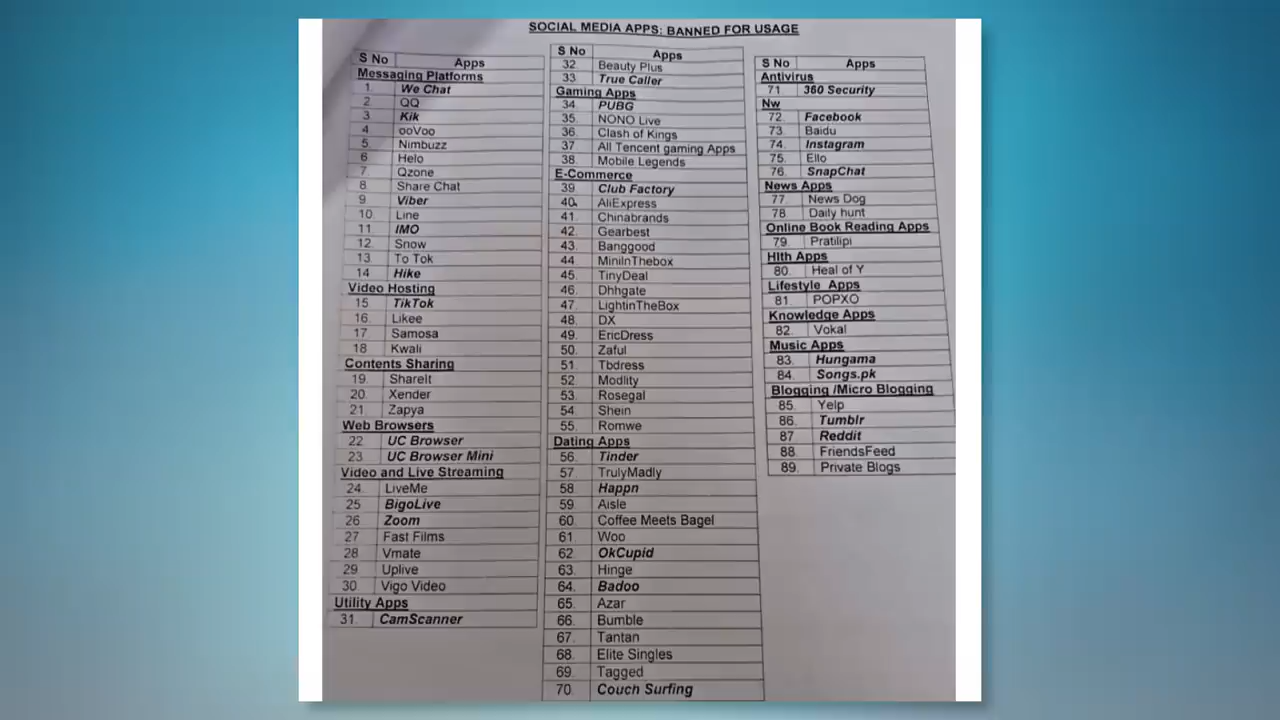 SOCIAL MEDIA APPS: BANNED FOR USAGE
S No Apps
Messaging Platforms
1. We Chat
2 QQ
3 Kik
4 ooVoo
5. Nimbuzz
6 Helo
7. Qzone
8. Share Chat
9. Viber
10. Line
11 IMO
12. Snow
13 To Tok
14 Hike
Video Hosting
15 TikTok
16. Likee
17 Samosa
18 Kwali
Contents Sharing
19. ShareIt
20. Xender
21. Zapya
Web Browsers
22 UC Browser
23 UC Browser Mini
Video and Live Streaming
24. LiveMe
25 BigoLive
26 Zoom
27 Fast Films
28 Vmate
29 Uplive
30. Vigo Video
Utility Apps
31. CamScanner
S No Apps
32. Beauty Plus
33 True Caller
Gaming Apps
34. PUBG
35. NONO Live
36. Clash of Kings
37 All Tencent gaming Apps
38. Mobile Legends
E-Commerce
39. Club Factory
40. AliExpress
41. Chinabrands
42. Gearbest
43. Banggood
44. MiniInThebox
45. TinyDeal
46. Dhhgate
47. LightinTheBox
48. DX
49. EricDress
50. Zaful
51. Tbdress
52. Modlity
53. Rosegal
54. Shein
55. Romwe
Dating Apps
56. Tinder
57. TrulyMadly
58. Happn
59. Aisle
60. Coffee Meets Bagel
61. Woo
62. OkCupid
63. Hinge
64. Badoo
65. Azar
66. Bumble
67. Tantan
68. Elite Singles
69. Tagged
70. Couch Surfing
S No Apps
Antivirus
71 360 Security
Nw
72. Facebook
73. Baidu
74. Instagram
75. Ello
76. SnapChat
News Apps
77. News Dog
78. Daily hunt
Online Book Reading Apps
79. Pratilipi
Hlth Apps
80. Heal of Y
Lifestyle Apps
81. POPXO
Knowledge Apps
82. Vokal
Music Apps
83. Hungama
84. Songs.pk
Blogging /Micro Blogging
85. Yelp
86. Tumblr
87 Reddit
88. FriendsFeed
89. Private Blogs